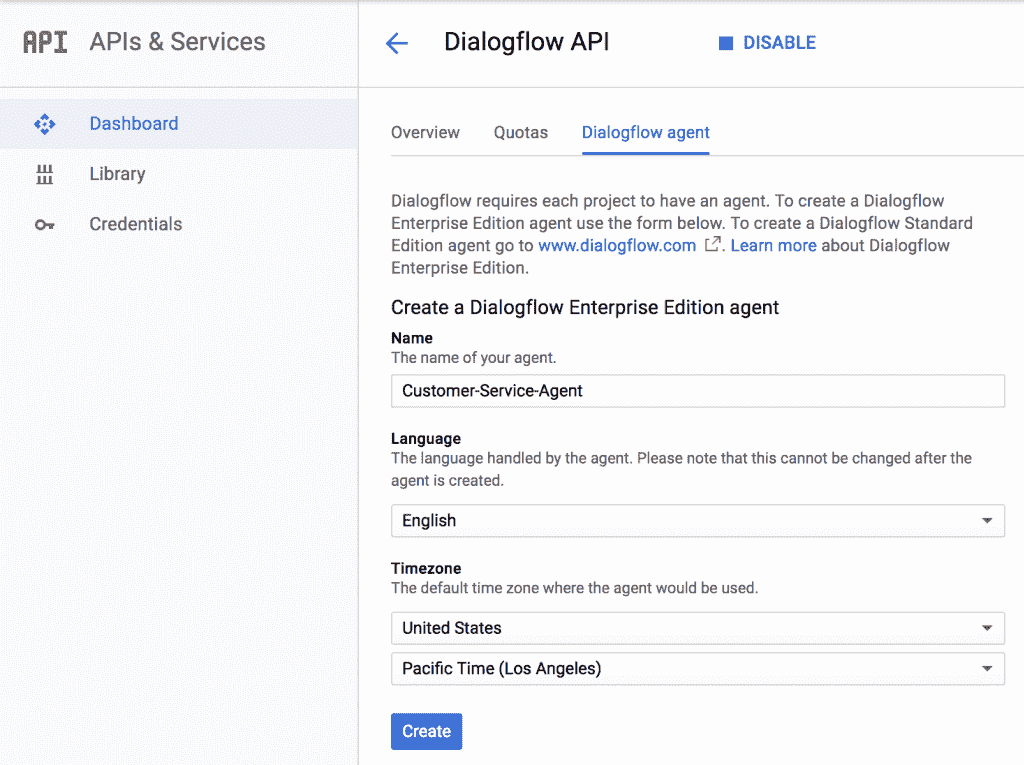 API APIs & Services
Dashboard
Library
Credentials
Dialogflow API
DISABLE
Overview Quotas Dialogflow agent
Dialogflow requires each project to have an agent. To create a Dialogflow
Enterprise Edition agent use the form below. To create a Dialogflow Standard
Edition agent go to www.dialogflow.com . Learn more about Dialogflow
Enterprise Edition.
Create a Dialogflow Enterprise Edition agent
Name
The name of your agent.
Customer-Service-Agent
Language
The language handled by the agent. Please note that this cannot be changed after the
agent is created.
English
Timezone
The default time zone where the agent would be used.
United States
Pacific Time (Los Angeles)
Create